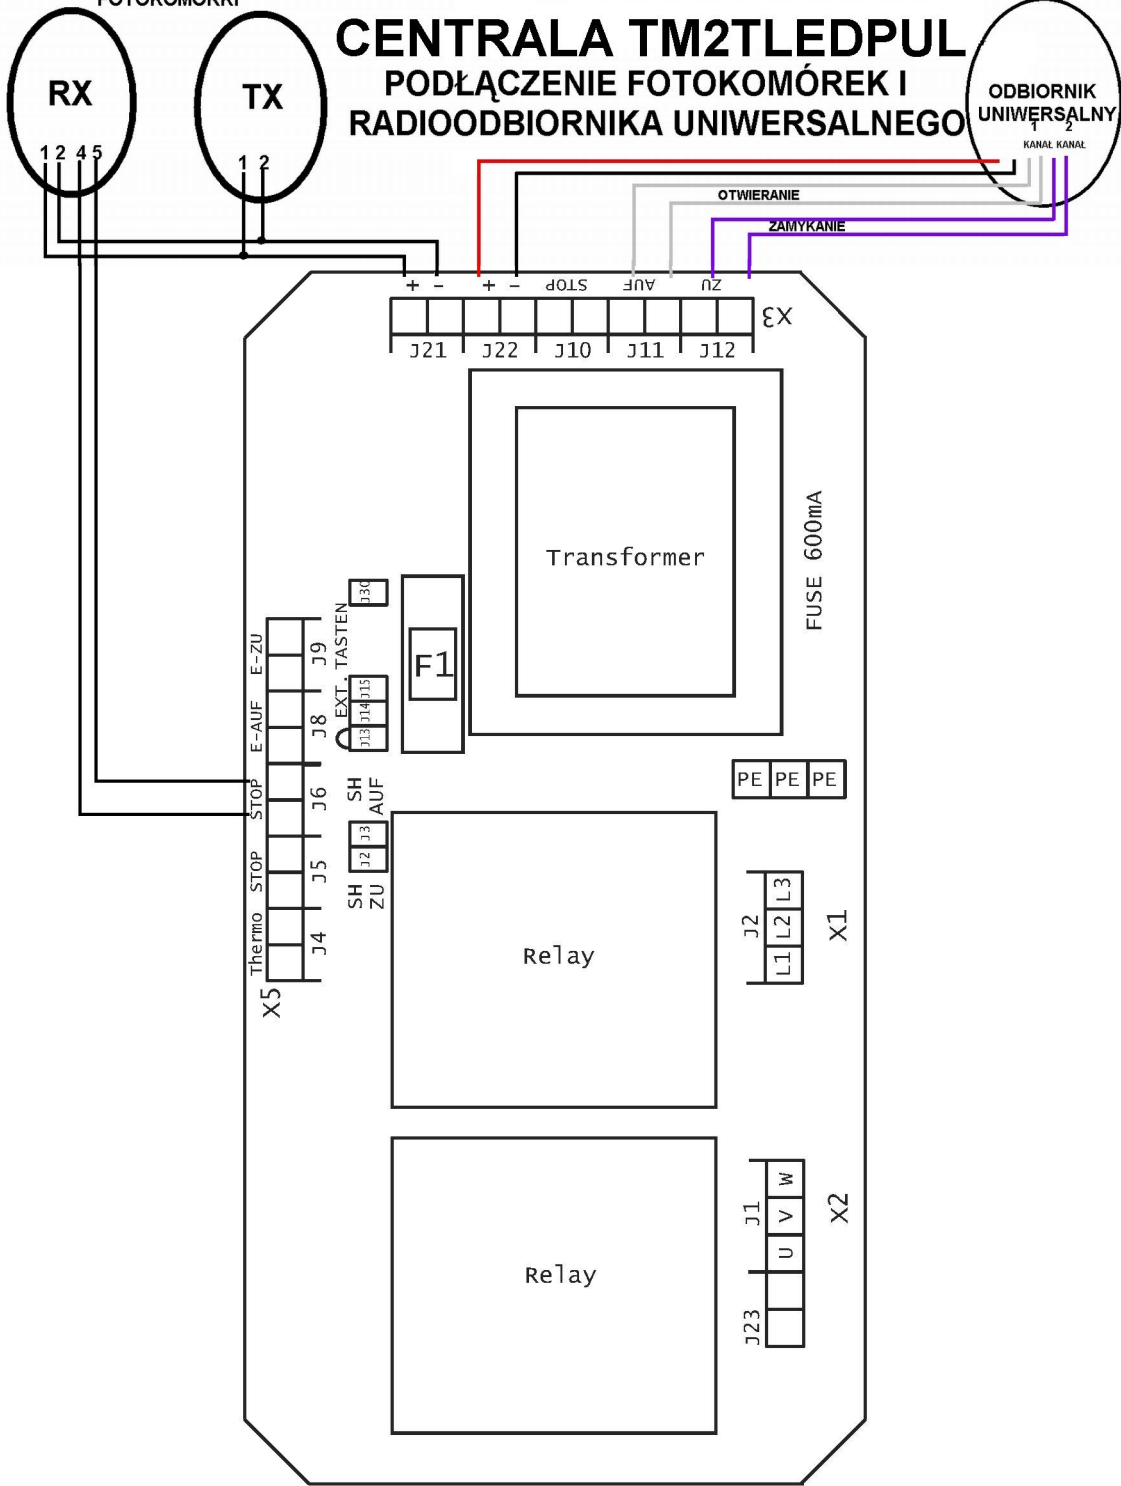 FOTOKOMÓRKI
CENTRALA TM2TLEDPUL
PODŁĄCZENIE FOTOKOMÓREK I
RADIOODBIORNIKA UNIWERSALNEGO
RX
1 2 4 5
TX
1 2
ODBIORNIK
UNIWERSALNY
1 2
KANAŁ KANAŁ
OTWIERANIE
ZAMYKANIE
+ - + - STOP AUF ZU
X3
J21 J22 J10 J11 J12
Transformer
FUSE 600mA
F1
J30
EXT. TASTEN
J15
J14
J13
E-ZU
J9
E-AUF
J8
STOP
J6
STOP
J5
Thermo
J4
X5
SH
AUF
J3
J2
SH
ZU
PE PE PE
Relay
J2
L3
L2
L1
X1
Relay
J1
W
V
U
X2
J23